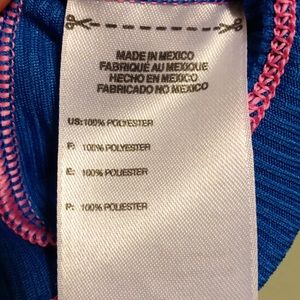 MADE IN MEXICO
FABRIQUÉ AU MEXIQUE
HECHO EN MEXICO
FABRICADO NO MEXICO
US: 100% POLYESTER
F: 100% POLYESTER
E: 100% POLIESTER
P: 100% POLIESTER